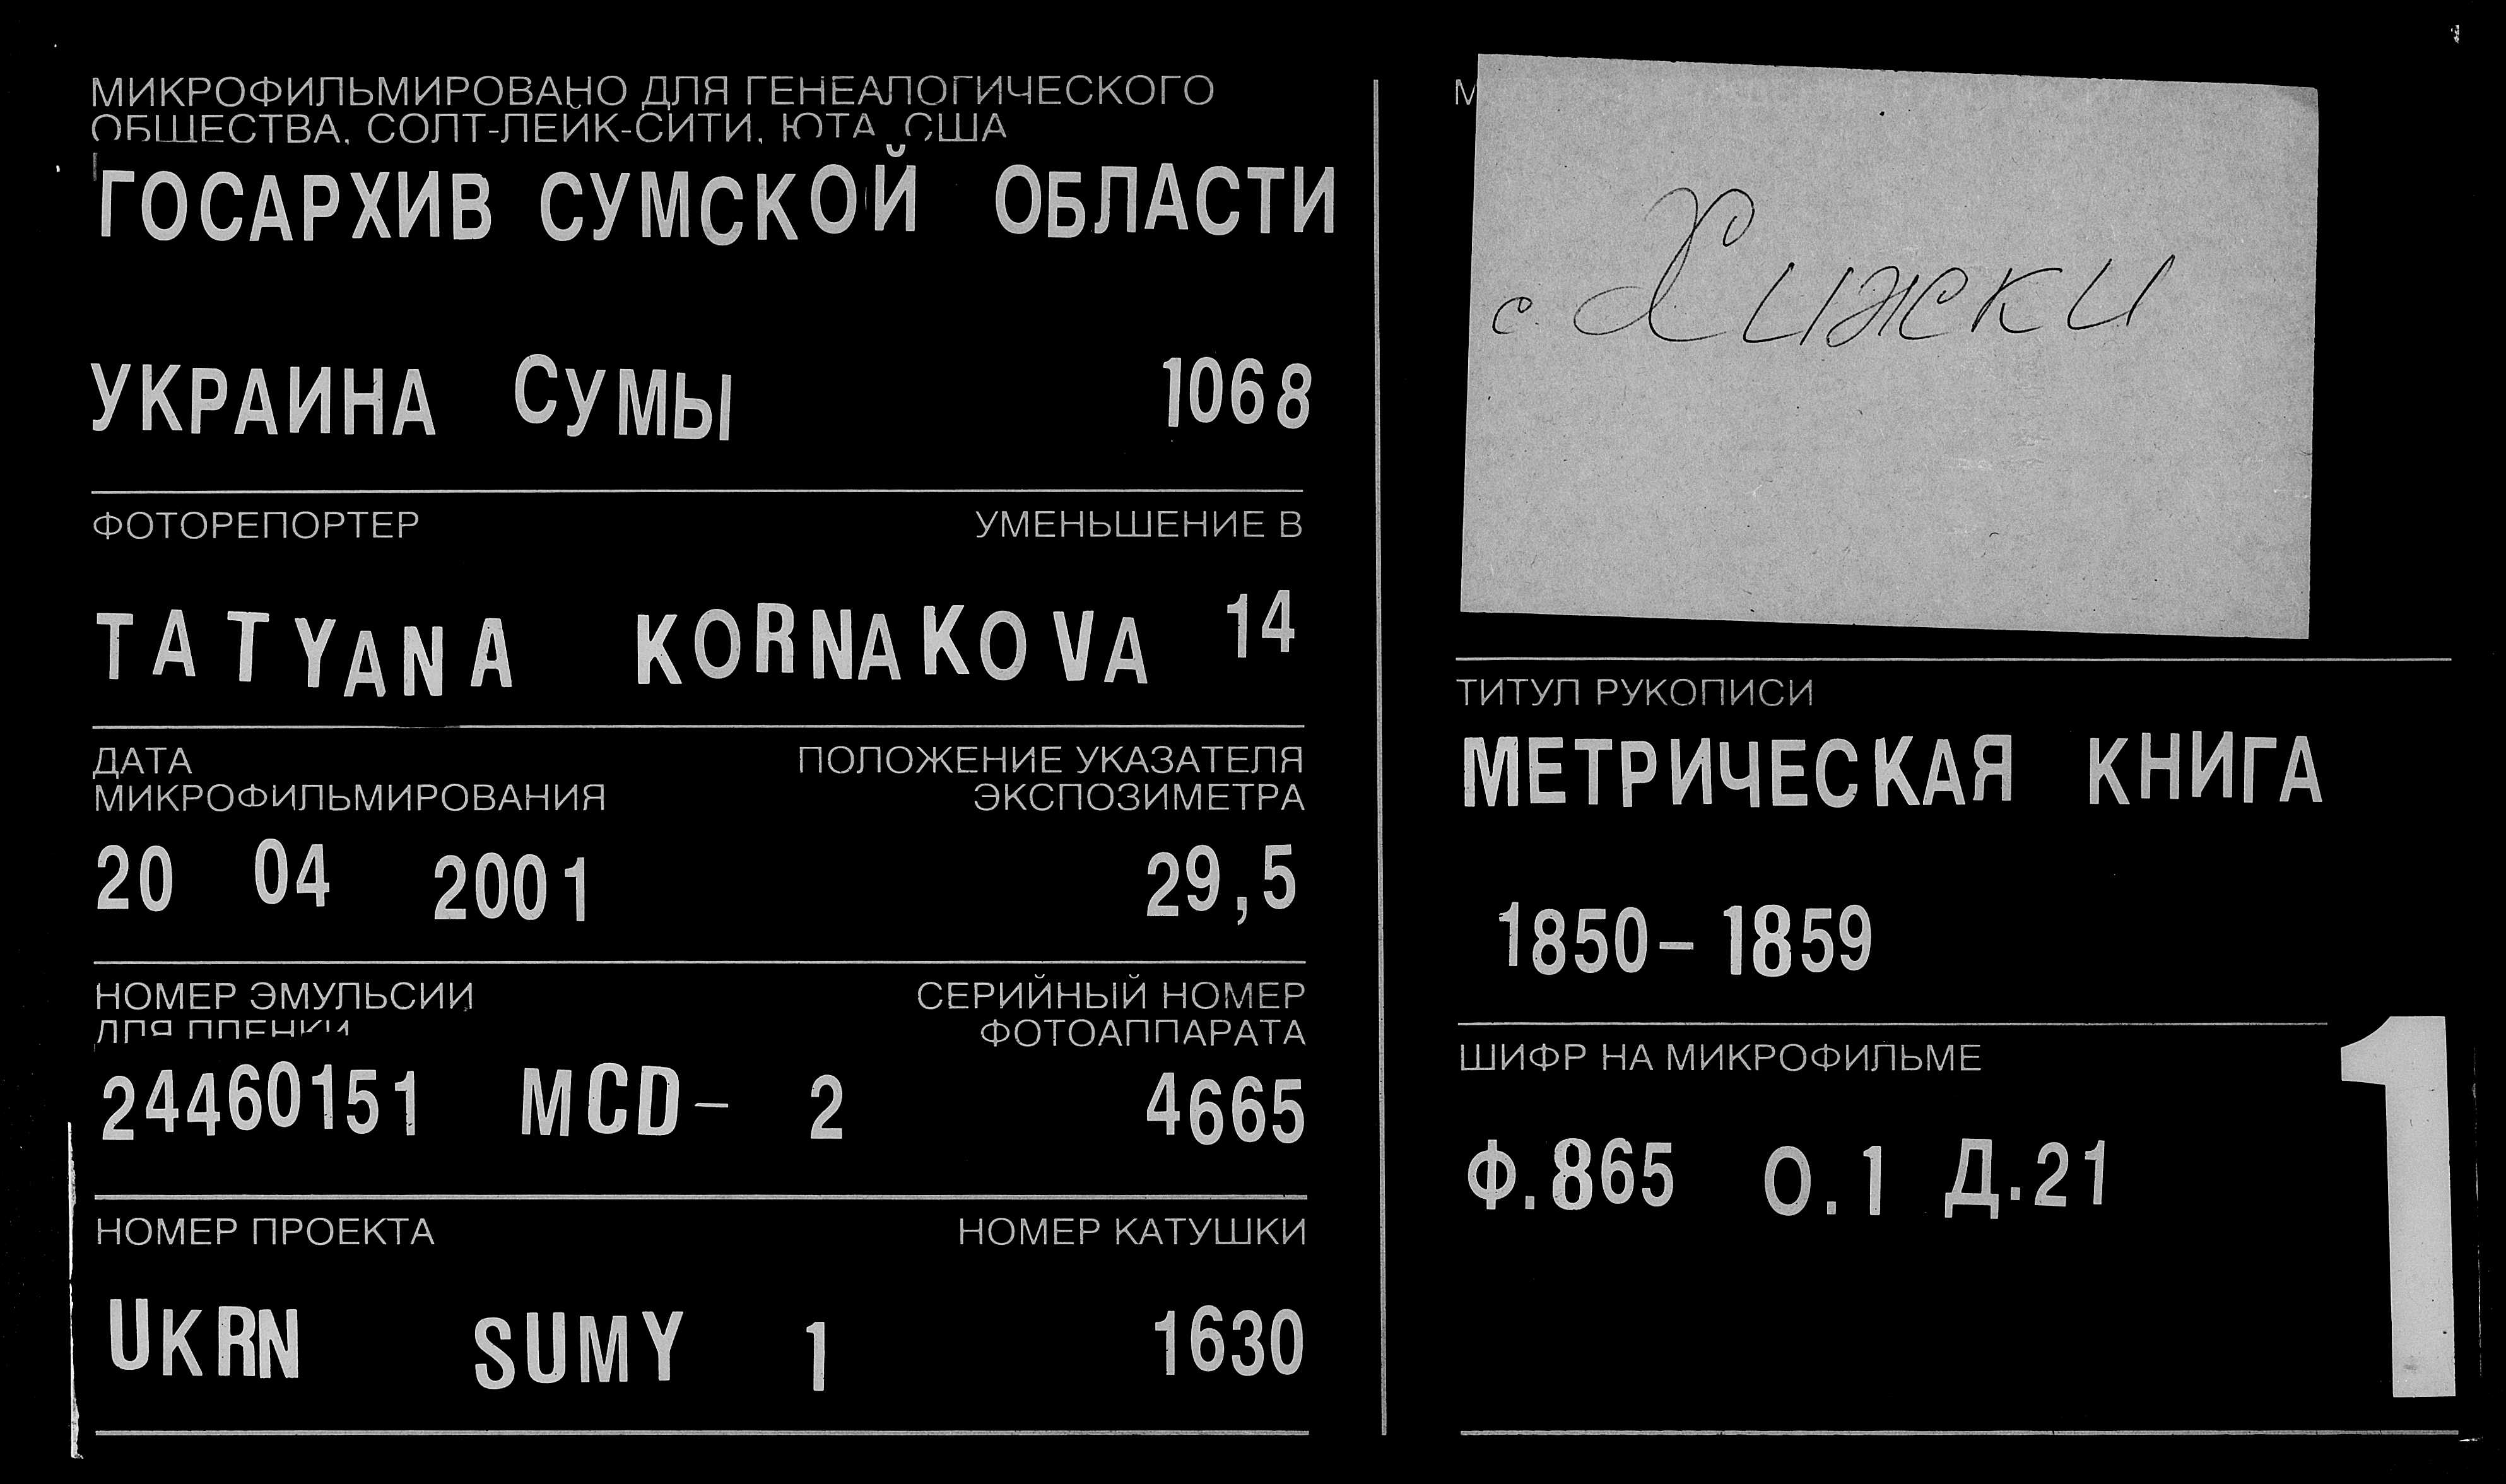 МИКРОФИЛЬМИРОВАНО ДЛЯ ГЕНЕАЛОГИЧЕСКОГО
ОБЩЕСТВА, СОЛТ-ЛЕЙК-СИТИ, ЮТА, США
ГОСАРХИВ СУМСКОЙ ОБЛАСТИ
УКРАИНА СУМЫ 1068
ФОТОРЕПОРТЕР УМЕНЬШЕНИЕ В
TATYANA KORNAKOVA 14
ДАТА ПОЛОЖЕНИЕ УКАЗАТЕЛЯ
МИКРОФИЛЬМИРОВАНИЯ ЭКСПОЗИМЕТРА
20 04 2001 29,5
НОМЕР ЭМУЛЬСИИ СЕРИЙНЫЙ НОМЕР
ДЛЯ ПЛЕНКИ ФОТОАППАРАТА
24460151 MCD- 2 4665
НОМЕР ПРОЕКТА НОМЕР КАТУШКИ
UKRN SUMY 1 1630
с. Хижки
ТИТУЛ РУКОПИСИ
МЕТРИЧЕСКАЯ КНИГА
1850-1859
ШИФР НА МИКРОФИЛЬМЕ
Ф.865 О.1 Д.21
1